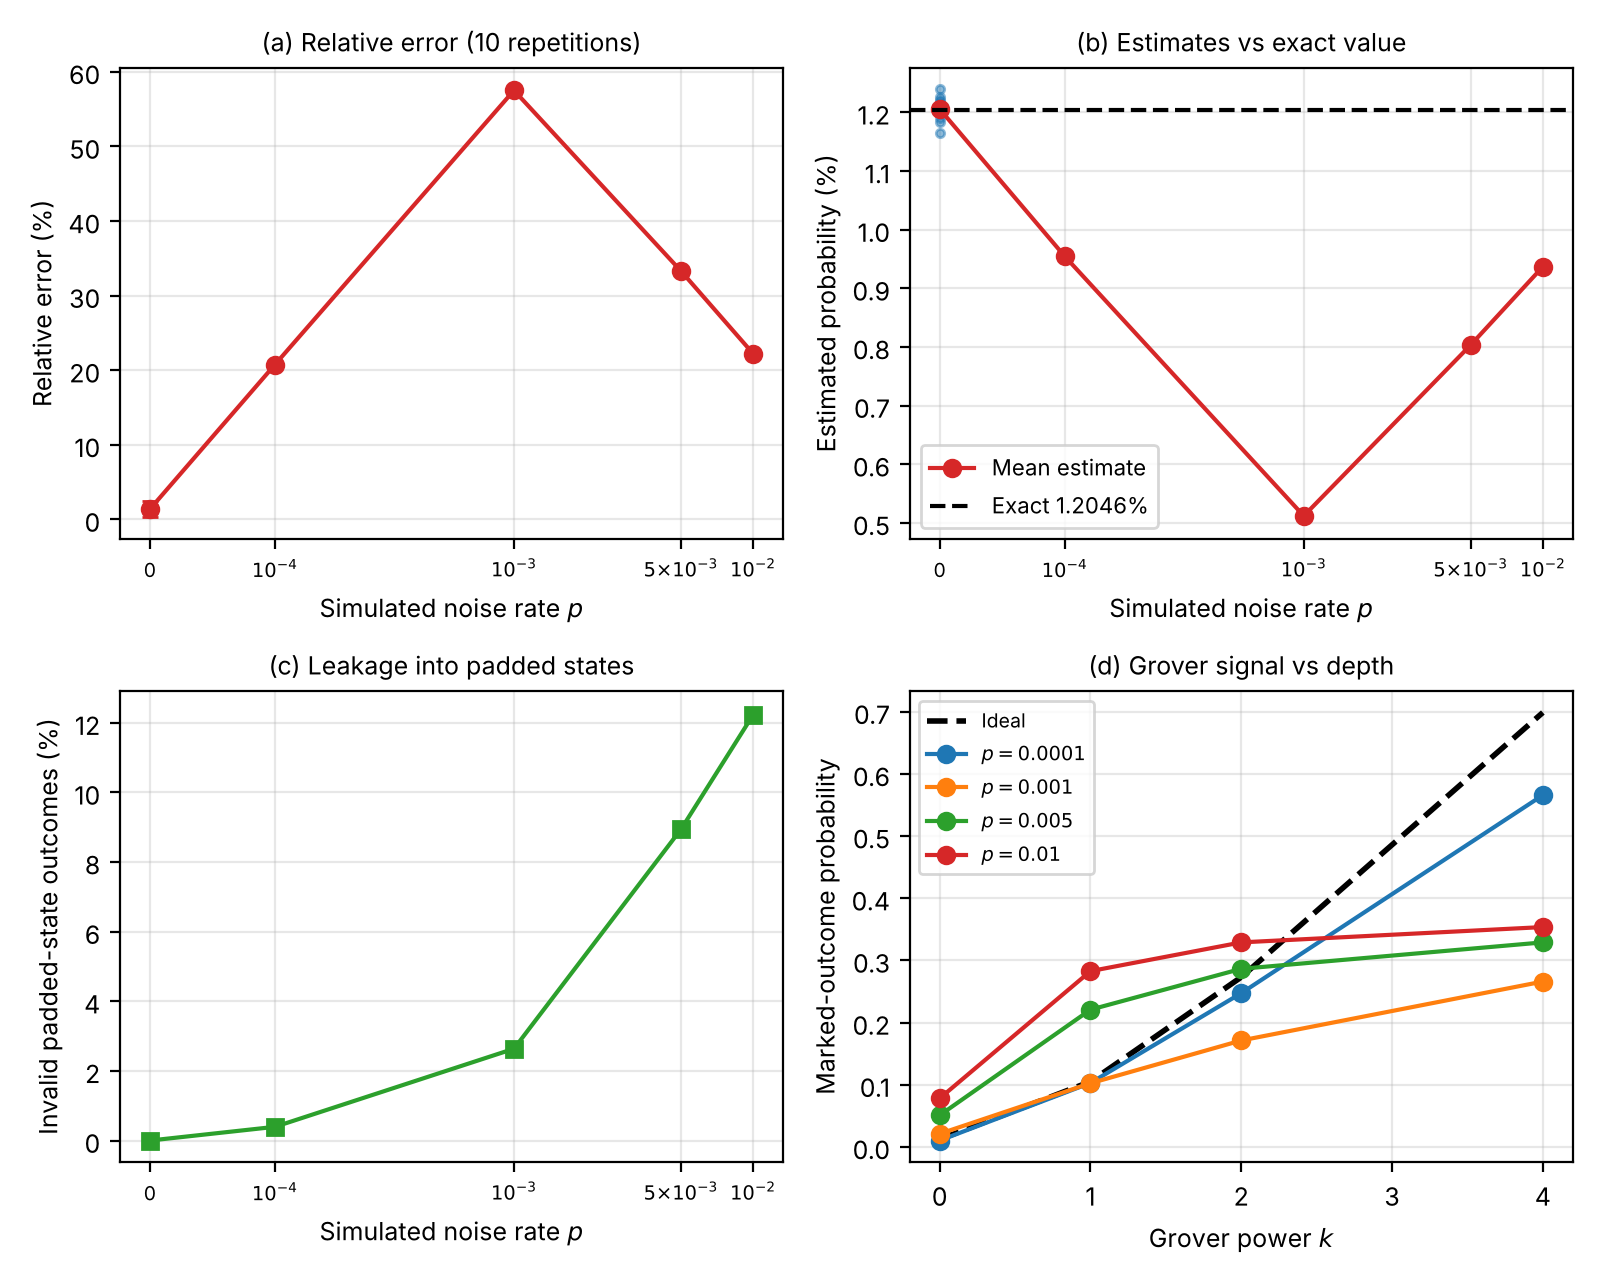 (a) Relative error (10 repetitions)
Relative error (%)
60
50
40
30
20
10
0
0
10⁻⁴
10⁻³
5×10⁻³
10⁻²
Simulated noise rate p
(b) Estimates vs exact value
Estimated probability (%)
1.2
1.1
1.0
0.9
0.8
0.7
0.6
0.5
Mean estimate
Exact 1.2046%
0
10⁻⁴
10⁻³
5×10⁻³
10⁻²
Simulated noise rate p
(c) Leakage into padded states
Invalid padded-state outcomes (%)
12
10
8
6
4
2
0
0
10⁻⁴
10⁻³
5×10⁻³
10⁻²
Simulated noise rate p
(d) Grover signal vs depth
Marked-outcome probability
0.7
0.6
0.5
0.4
0.3
0.2
0.1
0.0
Ideal
p = 0.0001
p = 0.001
p = 0.005
p = 0.01
0
1
2
3
4
Grover power k